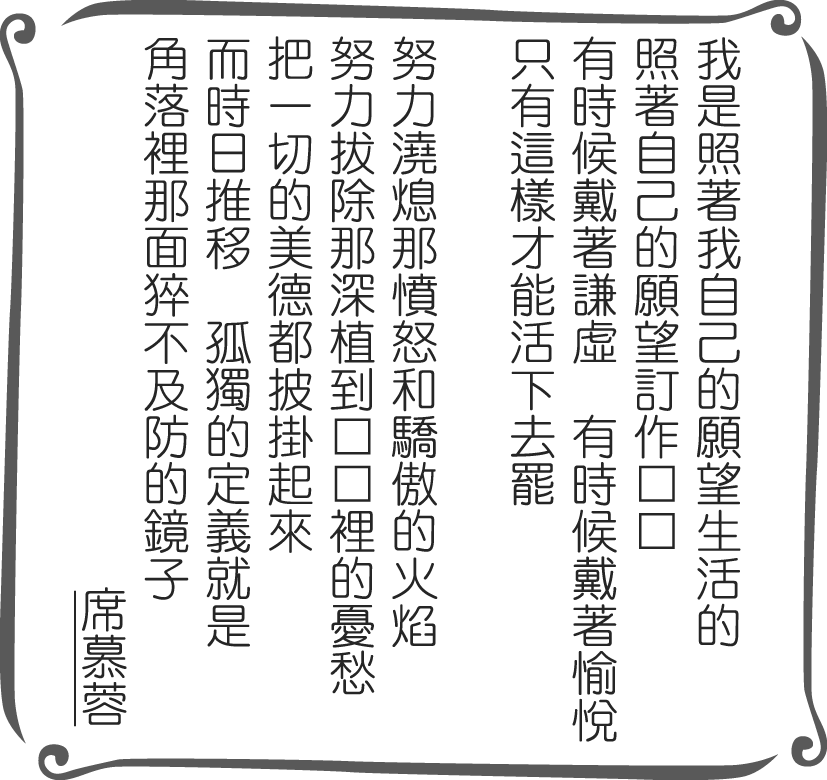 我是照著我自己的願望生活的
照著自己的願望訂作□□
有時候戴著謙虛　有時候戴著愉悅
只有這樣才能活下去罷
努力澆熄那憤怒和驕傲的火焰
努力拔除那深植到□□裡的憂愁
把一切的美德都披掛起來
而時日推移　孤獨的定義就是
角落裡那面猝不及防的鏡子
席慕蓉